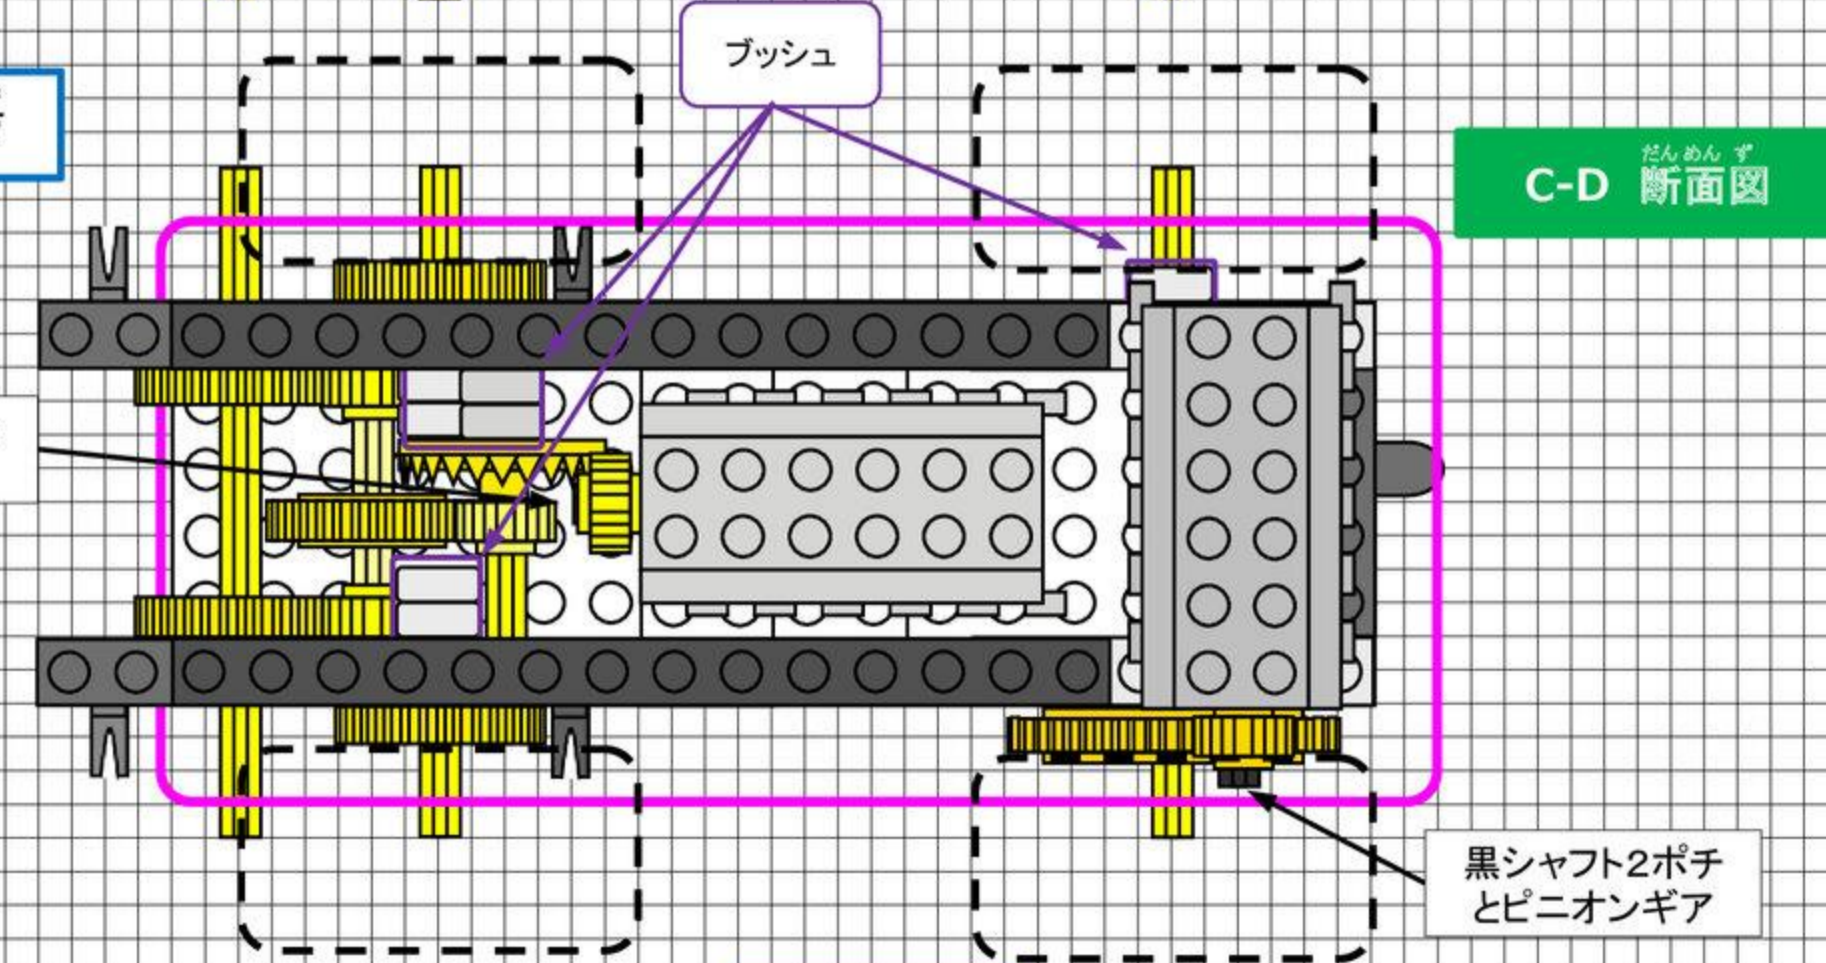 ブッシュ
だんめんず
C-D 断面図
黒シャフト2ポチ
とピニオンギア